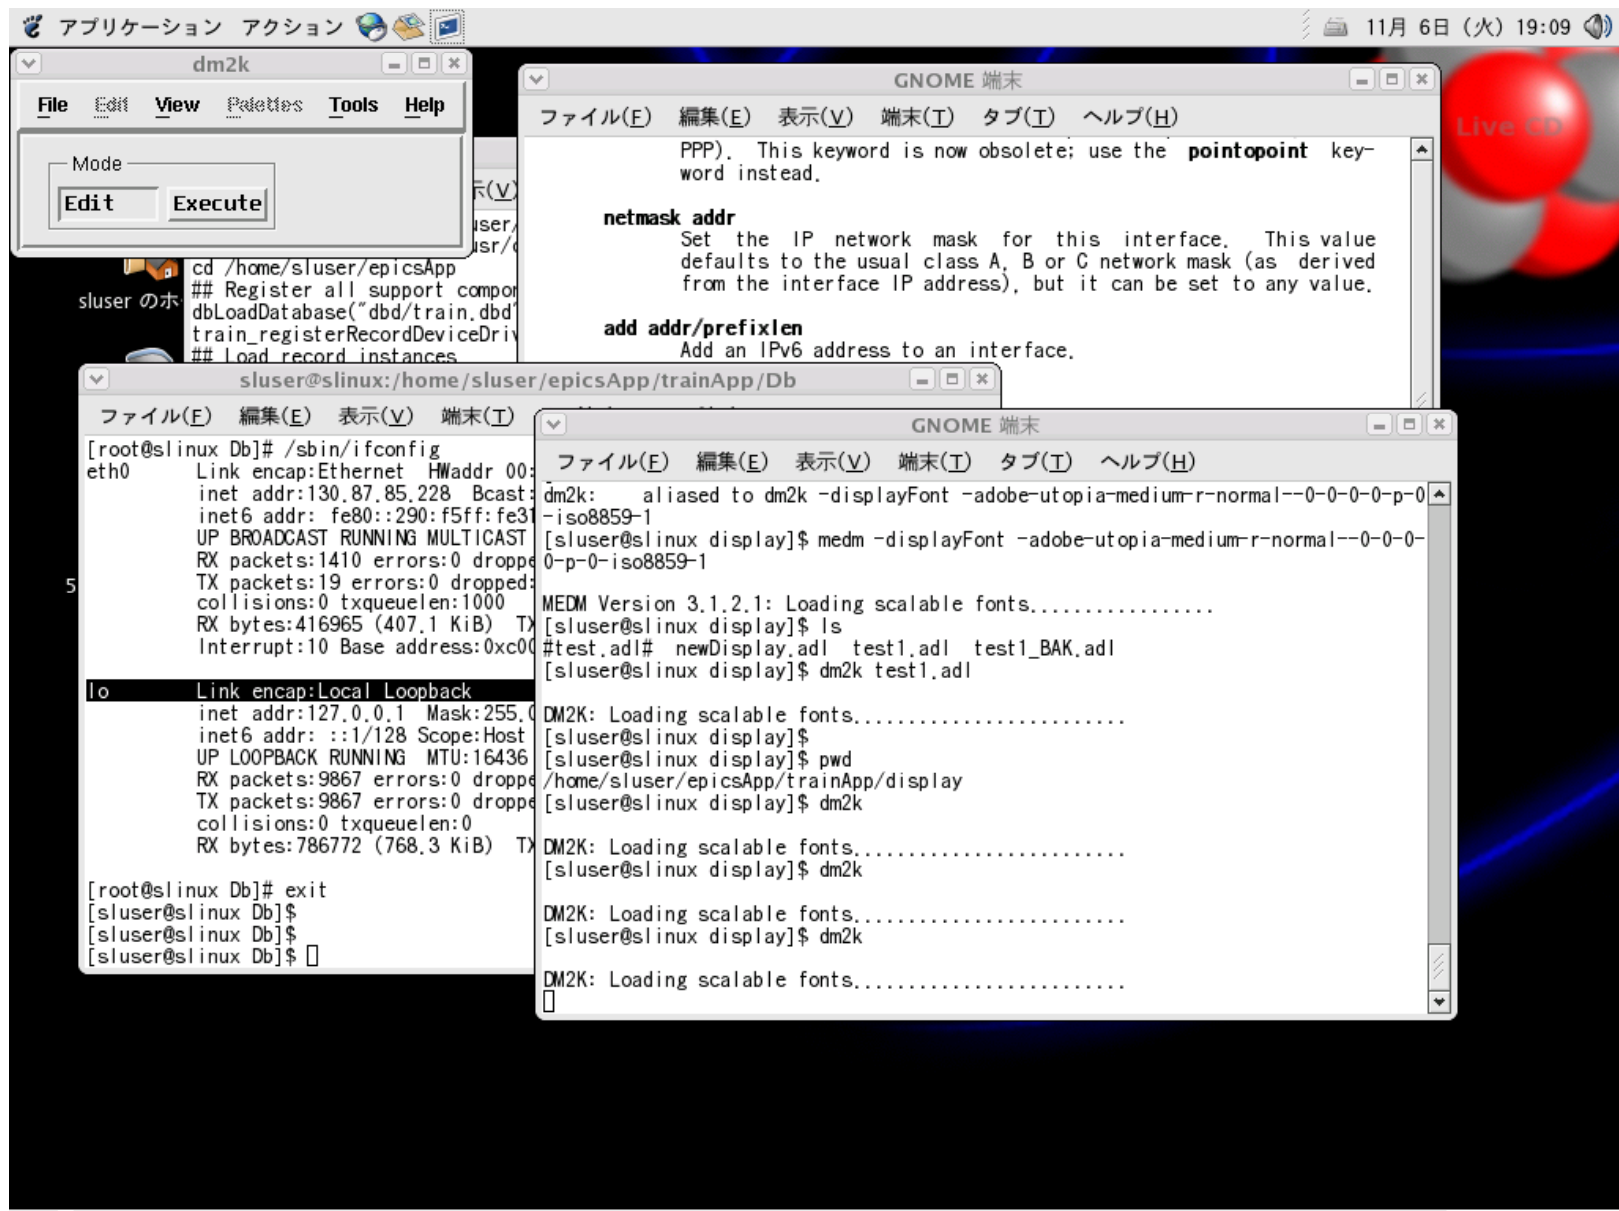 アプリケーション アクション
11月 6日 (火) 19:09
dm2k
File Edit View Palettes Tools Help
Mode
Edit Execute
sluser のホ
Live CD
cd /home/sluser/epicsApp
## Register all support compor
dbLoadDatabase("dbd/train.dbd"
train_registerRecordDeviceDriv
## Load record instances
GNOME 端末
ファイル(F) 編集(E) 表示(V) 端末(T) タブ(T) ヘルプ(H)
PPP). This keyword is now obsolete; use the pointopoint key-
word instead.
netmask addr
Set the IP network mask for this interface. This value
defaults to the usual class A, B or C network mask (as derived
from the interface IP address), but it can be set to any value.
add addr/prefixlen
Add an IPv6 address to an interface.
sluser@slinux:/home/sluser/epicsApp/trainApp/Db
ファイル(F) 編集(E) 表示(V) 端末(T)
[root@slinux Db]# /sbin/ifconfig
eth0 Link encap:Ethernet HWaddr 00:
inet addr:130.87.85.228 Bcast:
inet6 addr: fe80::290:f5ff:fe31
UP BROADCAST RUNNING MULTICAST
RX packets:1410 errors:0 droppe
TX packets:19 errors:0 dropped:
collisions:0 txqueuelen:1000
RX bytes:416965 (407.1 KiB) TX
Interrupt:10 Base address:0xc00
lo Link encap:Local Loopback
inet addr:127.0.0.1 Mask:255.0
inet6 addr: ::1/128 Scope:Host
UP LOOPBACK RUNNING MTU:16436
RX packets:9867 errors:0 droppe
TX packets:9867 errors:0 droppe
collisions:0 txqueuelen:0
RX bytes:786772 (768.3 KiB) TX
[root@slinux Db]# exit
[sluser@slinux Db]$
[sluser@slinux Db]$
[sluser@slinux Db]$
5
GNOME 端末
ファイル(F) 編集(E) 表示(V) 端末(T) タブ(T) ヘルプ(H)
dm2k: aliased to dm2k -displayFont -adobe-utopia-medium-r-normal--0-0-0-0-p-0
-iso8859-1
[sluser@slinux display]$ medm -displayFont -adobe-utopia-medium-r-normal--0-0-0-
0-p-0-iso8859-1
MEDM Version 3.1.2.1: Loading scalable fonts.................
[sluser@slinux display]$ ls
#test.adl# newDisplay.adl test1.adl test1_BAK.adl
[sluser@slinux display]$ dm2k test1.adl
DM2K: Loading scalable fonts.........................
[sluser@slinux display]$
[sluser@slinux display]$ pwd
/home/sluser/epicsApp/trainApp/display
[sluser@slinux display]$ dm2k
DM2K: Loading scalable fonts.........................
[sluser@slinux display]$ dm2k
DM2K: Loading scalable fonts.........................
[sluser@slinux display]$ dm2k
DM2K: Loading scalable fonts.........................